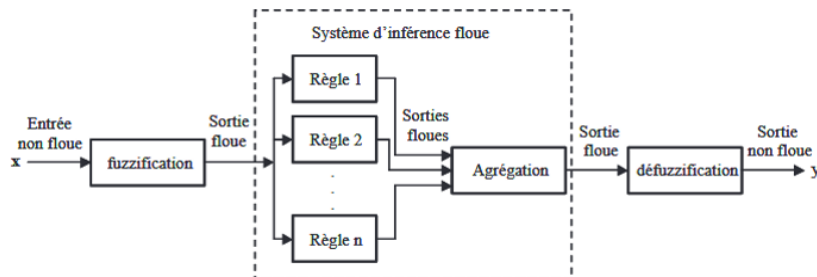 Système d'inférence floue
Entrée
non floue
x
fuzzification
Sortie
floue
Règle 1
Règle 2
.
.
.
Règle n
Sorties
floues
Agrégation
Sortie
floue
défuzzification
Sortie
non floue
y